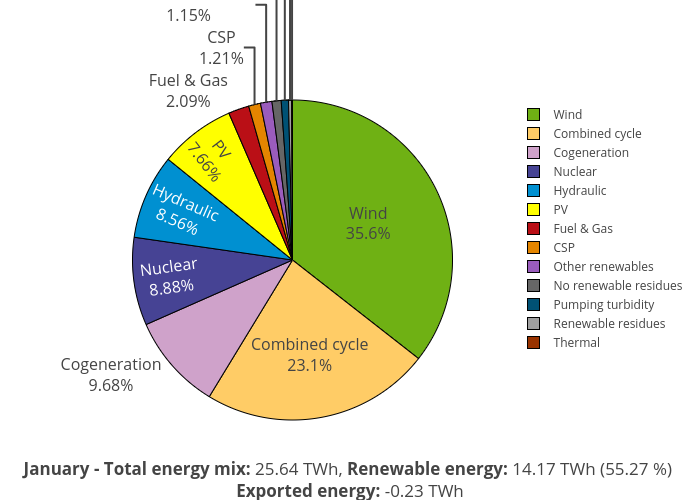 1.15%
CSP
1.21%
Fuel & Gas
2.09%
PV
7.66%
Hydraulic
8.56%
Nuclear
8.88%
Cogeneration
9.68%
Combined cycle
23.1%
Wind
35.6%
Wind
Combined cycle
Cogeneration
Nuclear
Hydraulic
PV
Fuel & Gas
CSP
Other renewables
No renewable residues
Pumping turbidity
Renewable residues
Thermal
January - Total energy mix: 25.64 TWh, Renewable energy: 14.17 TWh (55.27 %)
Exported energy: -0.23 TWh